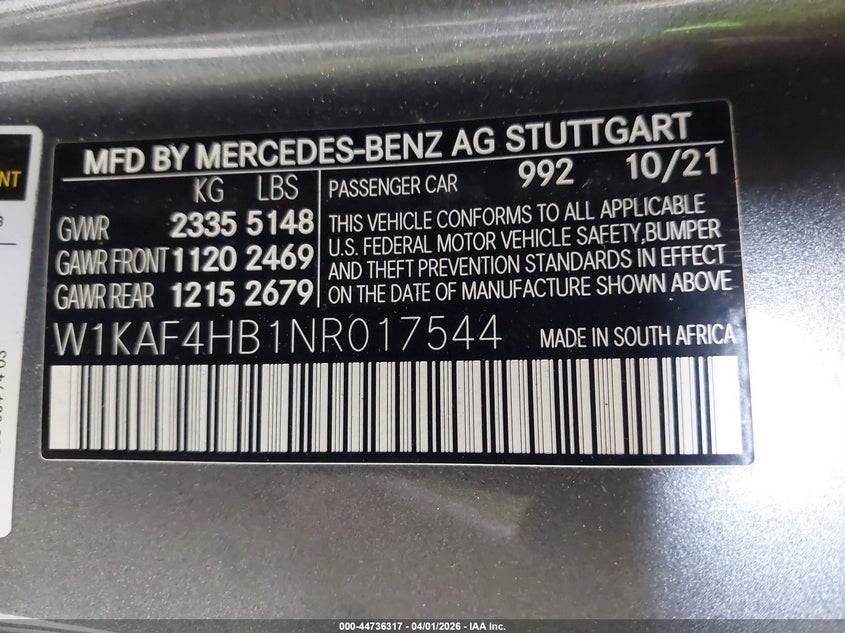 MFD BY MERCEDES-BENZ AG STUTTGART
KG LBS
GVWR 2335 5148
GAWR FRONT 1120 2469
GAWR REAR 1215 2679
PASSENGER CAR 992 10/21
THIS VEHICLE CONFORMS TO ALL APPLICABLE
U.S. FEDERAL MOTOR VEHICLE SAFETY,BUMPER
AND THEFT PREVENTION STANDARDS IN EFFECT
ON THE DATE OF MANUFACTURE SHOWN ABOVE
W1KAF4HB1NR017544 MADE IN SOUTH AFRICA
000-44736317 - 04/01/2026 - IAA Inc.